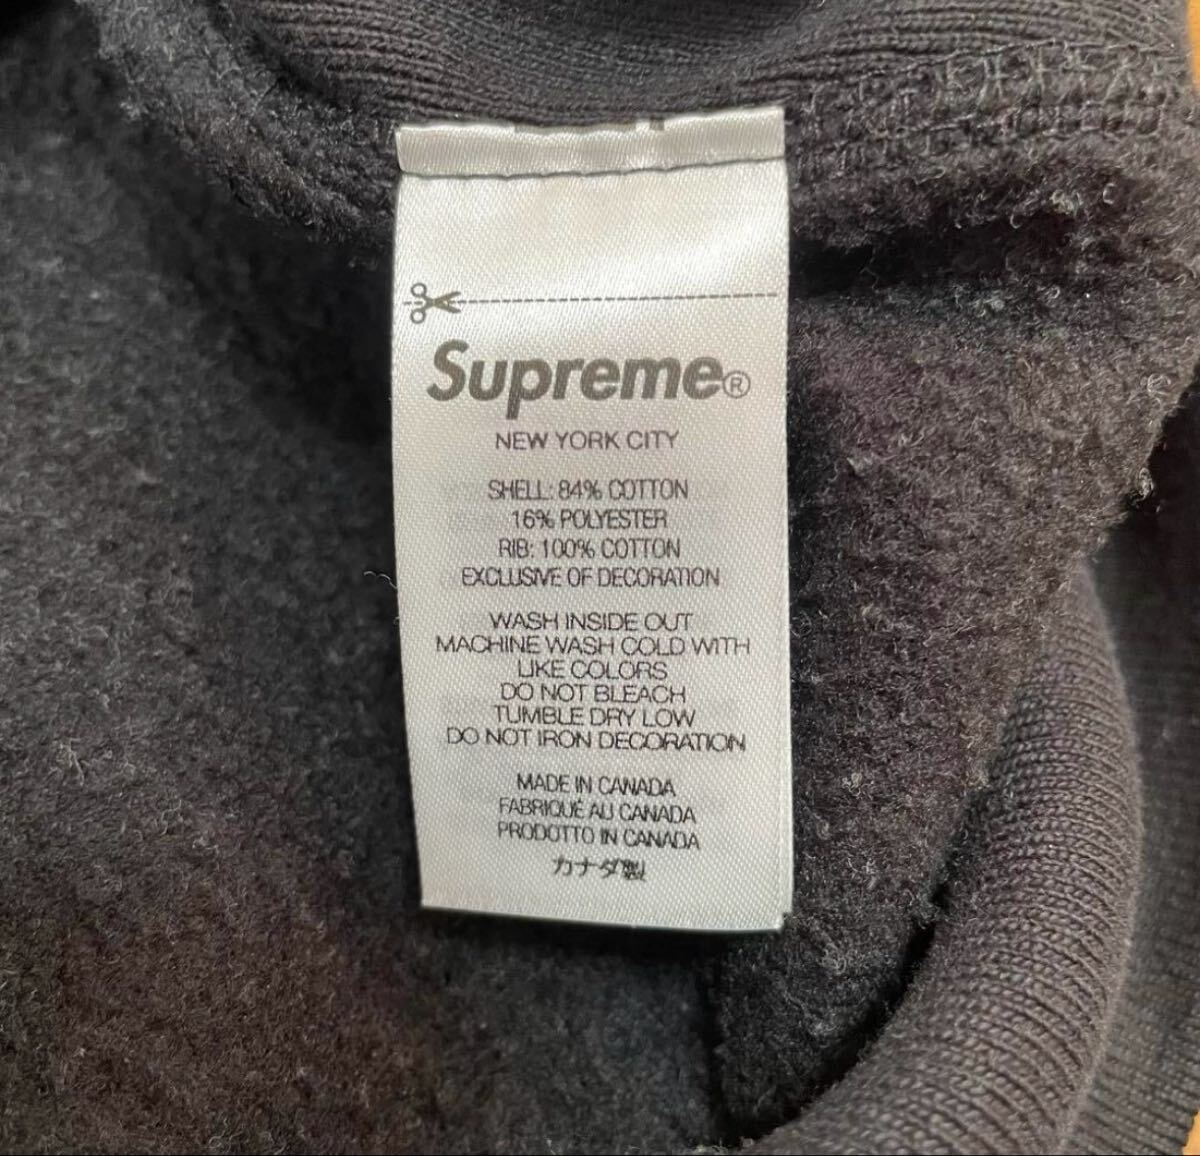 Supreme®
NEW YORK CITY
SHELL: 84% COTTON
16% POLYESTER
RIB: 100% COTTON
EXCLUSIVE OF DECORATION
WASH INSIDE OUT
MACHINE WASH COLD WITH
LIKE COLORS
DO NOT BLEACH
TUMBLE DRY LOW
DO NOT IRON DECORATION
MADE IN CANADA
FABRIQUÉ AU CANADA
PRODOTTO IN CANADA
カナダ製